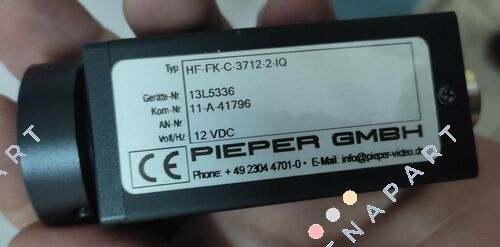 Typ HF-FK-C-3712-2-IQ
Geräte-Nr. 13L5336
Kom-Nr. 11-A-41796
AN-Nr
Volt/Hz 12 VDC
CE PIEPER GMBH
Phone: + 49 2304 4701-0 • E-Mail: info@pieper-video.de